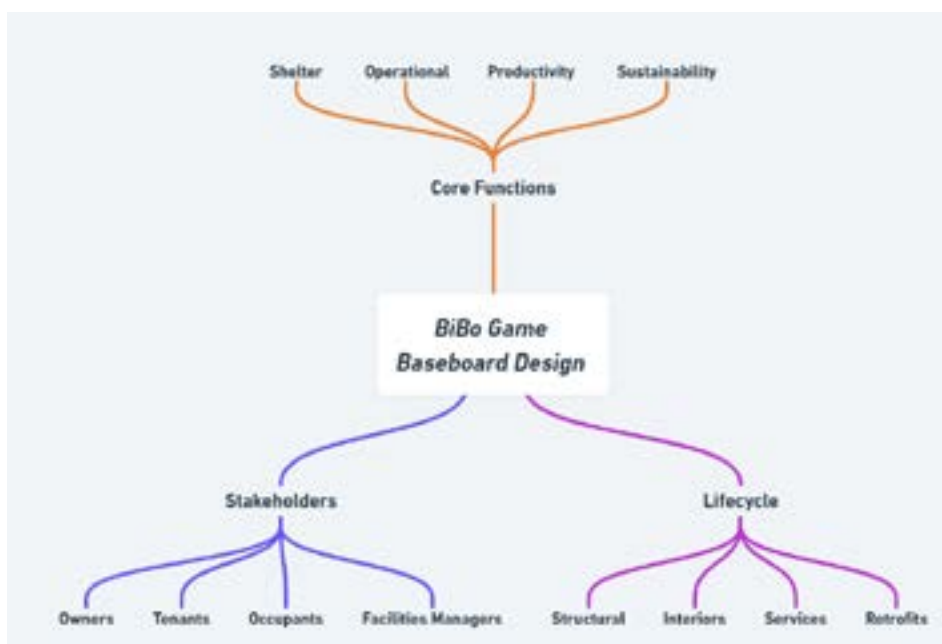 Shelter Operational Productivity Sustainability
Core Functions
BiBo Game
Baseboard Design
Stakeholders Lifecycle
Owners Tenants Occupants Facilities Managers Structural Interiors Services Retrofits